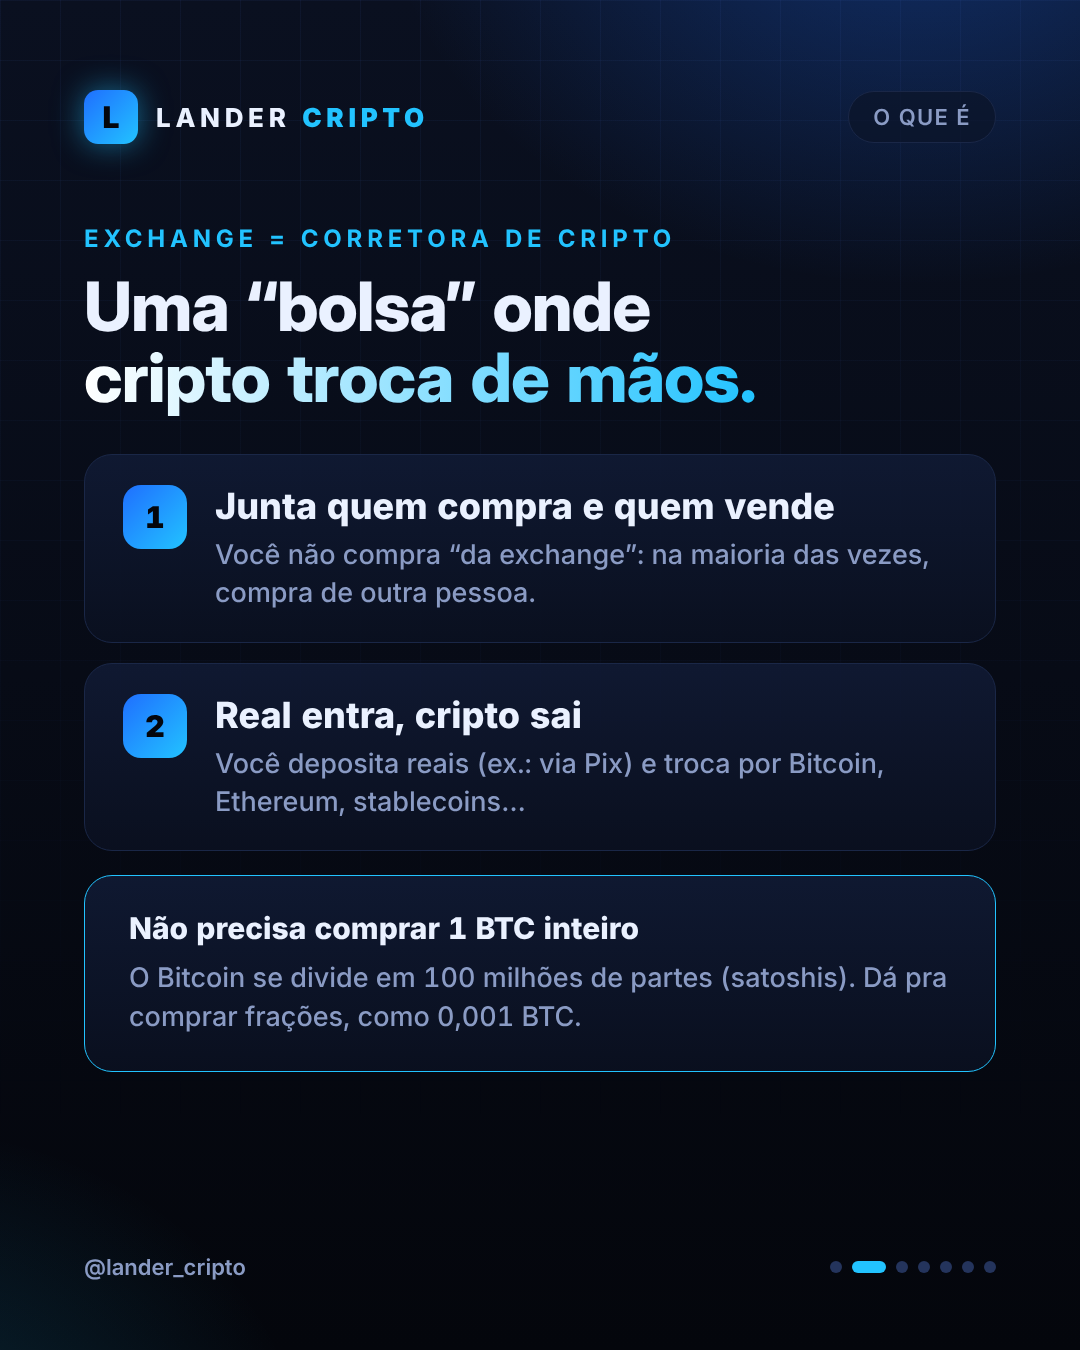 L
LANDER CRIPTO
O QUE É
EXCHANGE = CORRETORA DE CRIPTO
Uma “bolsa” onde
cripto troca de mãos.
1
Junta quem compra e quem vende
Você não compra “da exchange”: na maioria das vezes,
compra de outra pessoa.
2
Real entra, cripto sai
Você deposita reais (ex.: via Pix) e troca por Bitcoin,
Ethereum, stablecoins…
Não precisa comprar 1 BTC inteiro
O Bitcoin se divide em 100 milhões de partes (satoshis). Dá pra
comprar frações, como 0,001 BTC.
@lander_cripto